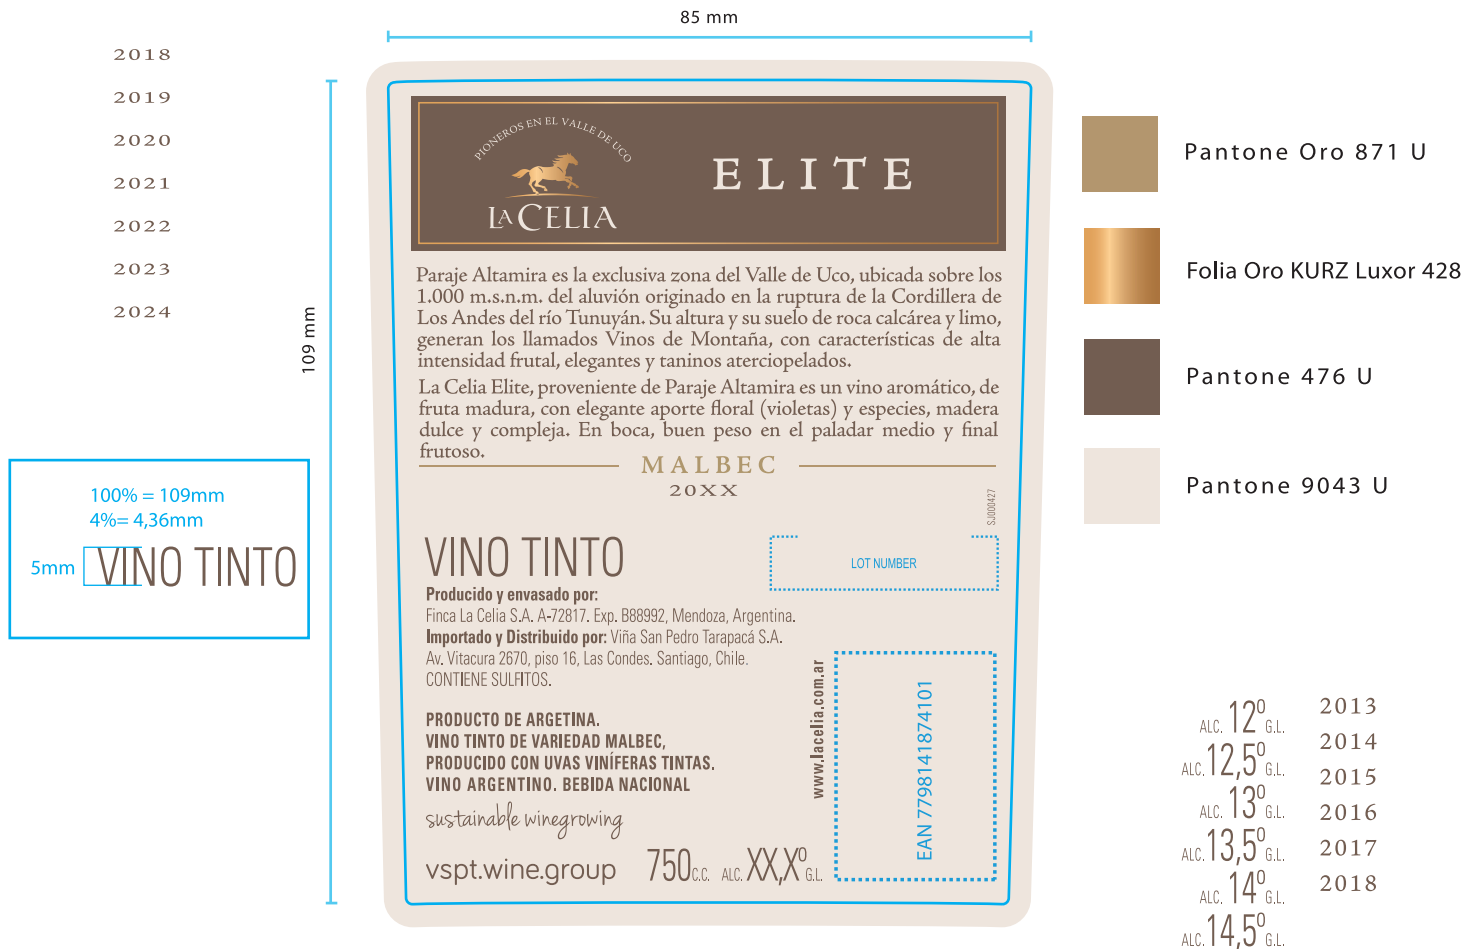 85 mm
2018
2019
2020
2021
2022
2023
2024
109 mm
100% = 109mm
4%= 4,36mm
5mm
VINO TINTO
PIONEROS EN EL VALLE DE UCO
LA CELIA
ELITE
Paraje Altamira es la exclusiva zona del Valle de Uco, ubicada sobre los
1.000 m.s.n.m. del aluvión originado en la ruptura de la Cordillera de
Los Andes del río Tunuyán. Su altura y su suelo de roca calcárea y limo,
generan los llamados Vinos de Montaña, con características de alta
intensidad frutal, elegantes y taninos aterciopelados.
La Celia Elite, proveniente de Paraje Altamira es un vino aromático, de
fruta madura, con elegante aporte floral (violetas) y especies, madera
dulce y compleja. En boca, buen peso en el paladar medio y final
frutoso.
MALBEC
20XX
SJ000427
VINO TINTO
LOT NUMBER
Producido y envasado por:
Finca La Celia S.A. A-72817. Exp. B88992, Mendoza, Argentina.
Importado y Distribuido por: Viña San Pedro Tarapacá S.A.
Av. Vitacura 2670, piso 16, Las Condes. Santiago, Chile.
CONTIENE SULFITOS.
PRODUCTO DE ARGETINA.
VINO TINTO DE VARIEDAD MALBEC,
PRODUCIDO CON UVAS VINÍFERAS TINTAS.
VINO ARGENTINO. BEBIDA NACIONAL
sustainable winegrowing
vspt.wine.group
750 C.C. ALC. XX,X° G.L.
www.lacelia.com.ar
EAN 7798141874101
Pantone Oro 871 U
Folia Oro KURZ Luxor 428
Pantone 476 U
Pantone 9043 U
ALC. 12° G.L.
ALC. 12,5° G.L.
ALC. 13° G.L.
ALC. 13,5° G.L.
ALC. 14° G.L.
ALC. 14,5° G.L.
2013
2014
2015
2016
2017
2018